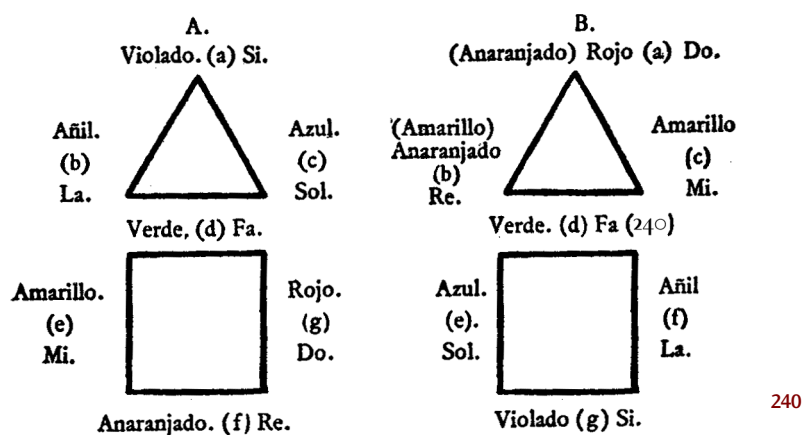 A.
Violado. (a) Si.
Añil.
(b)
La.
Azul.
(c)
Sol.
Verde, (d) Fa.
Amarillo.
(e)
Mi.
Rojo.
(g)
Do.
Anaranjado. (f) Re.
B.
(Anaranjado) Rojo (a) Do.
(Amarillo)
Anaranjado
(b)
Re.
Amarillo
(c)
Mi.
Verde. (d) Fa (240)
Azul.
(e).
Sol.
Añil
(f)
La.
Violado (g) Si.
240